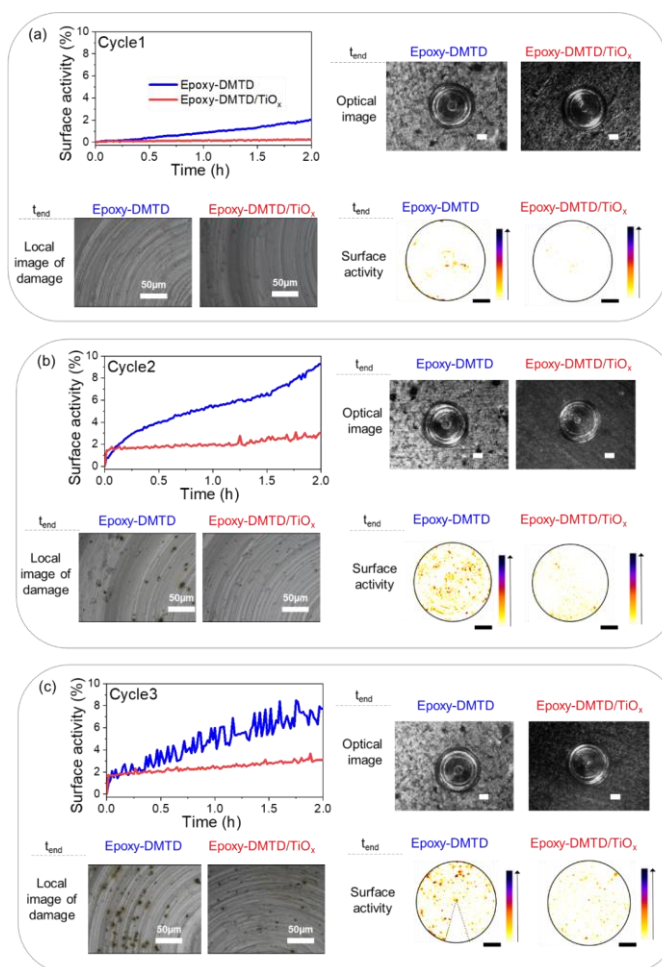 (a)
Surface activity (%)
10
8
6
4
2
0
Cycle1
Epoxy-DMTD
Epoxy-DMTD/TiOx
0.0 0.5 1.0 1.5 2.0
Time (h)
tend Epoxy-DMTD Epoxy-DMTD/TiOx
Optical
image
tend Epoxy-DMTD Epoxy-DMTD/TiOx
Local
image of
damage
50μm 50μm
tend Epoxy-DMTD Epoxy-DMTD/TiOx
Surface
activity
(b)
Surface activity (%)
10
8
6
4
2
0
Cycle2
0.0 0.5 1.0 1.5 2.0
Time (h)
tend Epoxy-DMTD Epoxy-DMTD/TiOx
Optical
image
tend Epoxy-DMTD Epoxy-DMTD/TiOx
Local
image of
damage
50μm 50μm
tend Epoxy-DMTD Epoxy-DMTD/TiOx
Surface
activity
(c)
Surface activity (%)
10
8
6
4
2
0
Cycle3
0.0 0.5 1.0 1.5 2.0
Time (h)
tend Epoxy-DMTD Epoxy-DMTD/TiOx
Optical
image
tend Epoxy-DMTD Epoxy-DMTD/TiOx
Local
image of
damage
50μm 50μm
tend Epoxy-DMTD Epoxy-DMTD/TiOx
Surface
activity